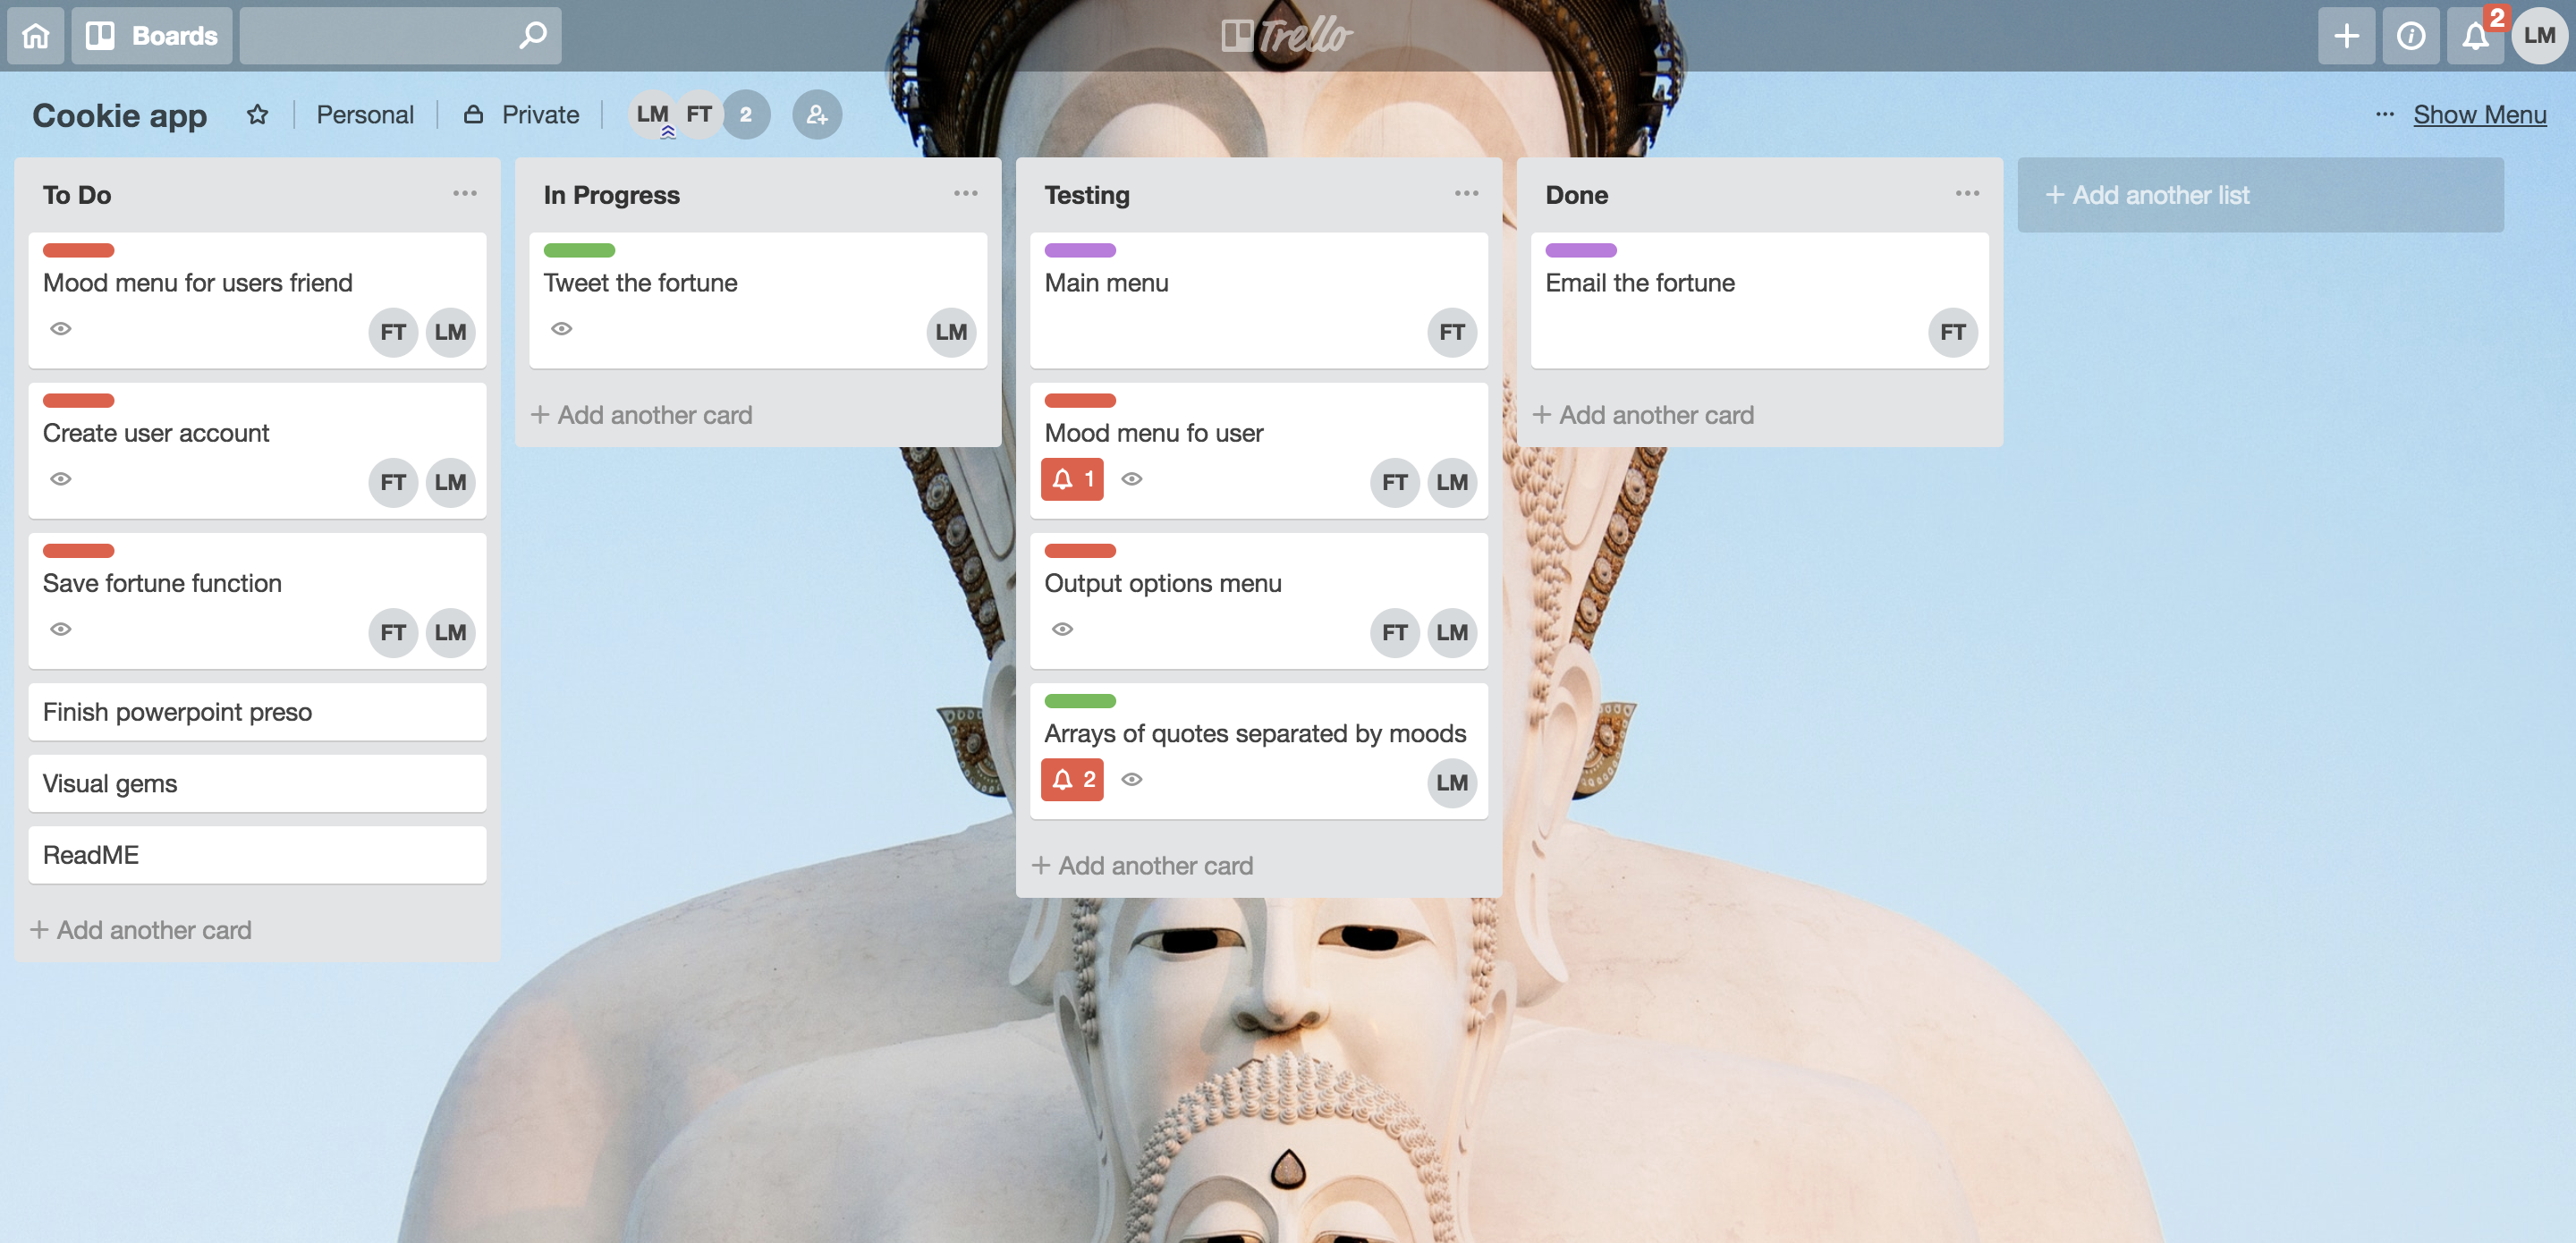 Boards
Trello
2
LM
Cookie app
Personal
Private
LM FT 2
... Show Menu
To Do
Mood menu for users friend
FT LM
Create user account
FT LM
Save fortune function
FT LM
Finish powerpoint preso
Visual gems
ReadME
+ Add another card
In Progress
Tweet the fortune
LM
+ Add another card
Testing
Main menu
FT
Mood menu fo user
1 FT LM
Output options menu
FT LM
Arrays of quotes separated by moods
2 LM
+ Add another card
Done
Email the fortune
FT
+ Add another card
+ Add another list